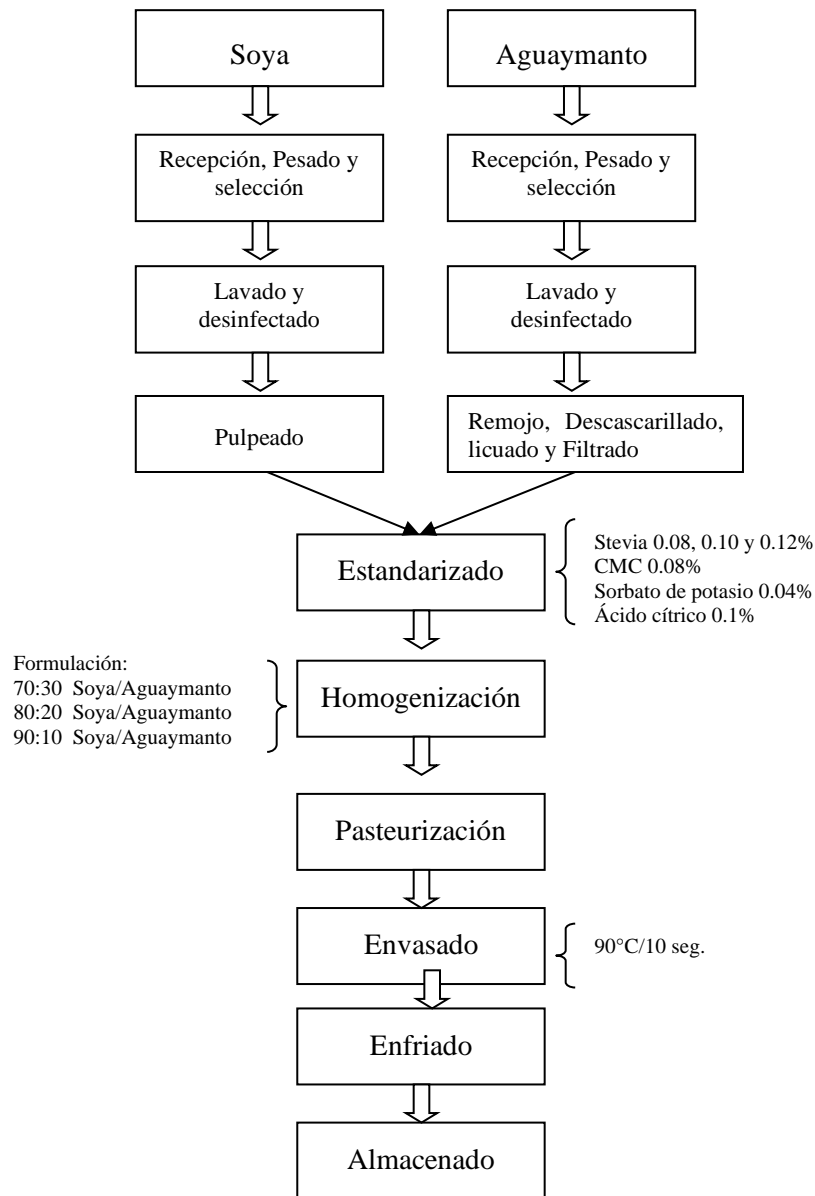 Soya
Aguaymanto
Recepción, Pesado y
selección
Recepción, Pesado y
selección
Lavado y
desinfectado
Lavado y
desinfectado
Pulpeado
Remojo, Descascarillado,
licuado y Filtrado
Estandarizado
Stevia 0.08, 0.10 y 0.12%
CMC 0.08%
Sorbato de potasio 0.04%
Ácido cítrico 0.1%
Formulación:
70:30 Soya/Aguaymanto
80:20 Soya/Aguaymanto
90:10 Soya/Aguaymanto
Homogenización
Pasteurización
Envasado
90°C/10 seg.
Enfriado
Almacenado